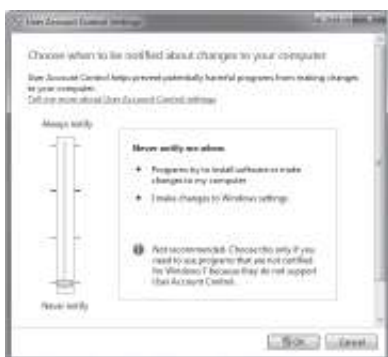 User Account Control Settings
Choose when to be notified about changes to your computer
User Account Control helps prevent potentially harmful programs from making changes
to your computer.
Tell me more about User Account Control settings
Always notify
Never notify me when:
Programs try to install software or make
changes to my computer
I make changes to Windows settings
Not recommended. Choose this only if you
need to use programs that are not certified
for Windows 7 because they do not support
User Account Control.
Never notify
OK
Cancel